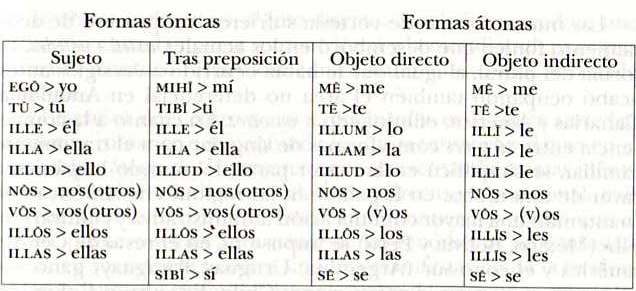 Formas tónicas Formas átonas
Sujeto Tras preposición Objeto directo Objeto indirecto
EGŌ > yo MIHĪ > mí MĒ > me MĒ > me
TŪ > tú TIBĪ > ti TĒ > te TĒ > te
ILLE > él ILLE > él ILLUM > lo ILLĪ > le
ILLA > ella ILLA > ella ILLAM > la ILLĪ > le
ILLUD > ello ILLUD > ello ILLUD > lo ILLĪ > le
NŌS > nos(otros) NŌS > nos(otros) NŌS > nos NŌS > nos
VŌS > vos(otros) VŌS > vos(otros) VŌS > (v)os VŌS > (v)os
ILLŌS > ellos ILLŌS > ellos ILLŌS > los ILLĪS > les
ILLAS > ellas ILLAS > ellas ILLAS > las ILLĪS > les
SIBĪ > sí SĒ > se SĒ > se